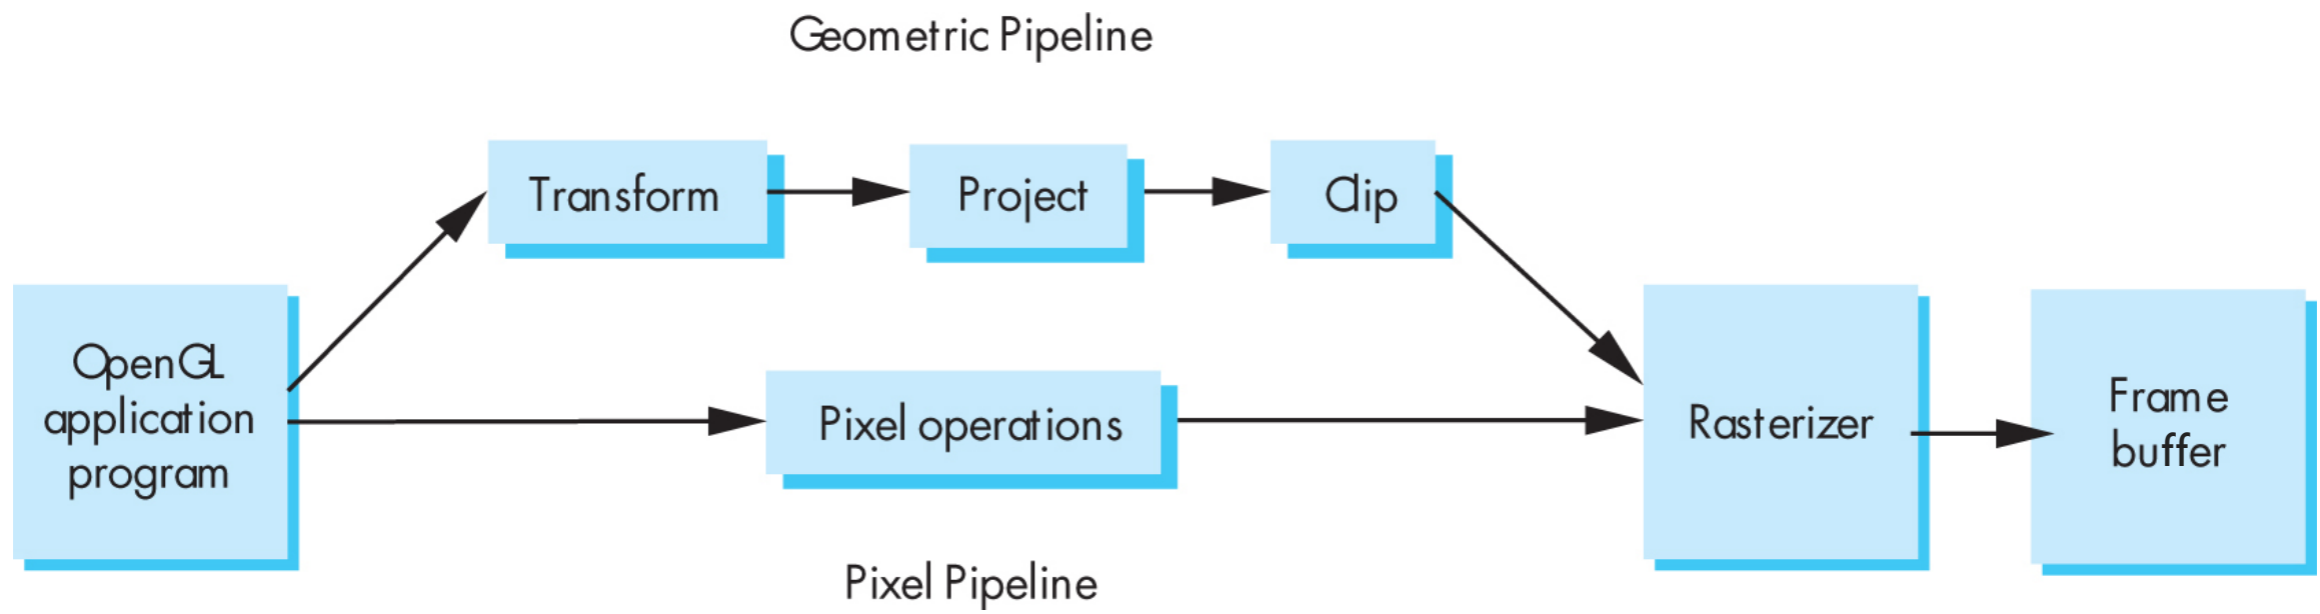 Geometric Pipeline
Transform
Project
Clip
OpenGL
application
program
Pixel operations
Rasterizer
Frame
buffer
Pixel Pipeline